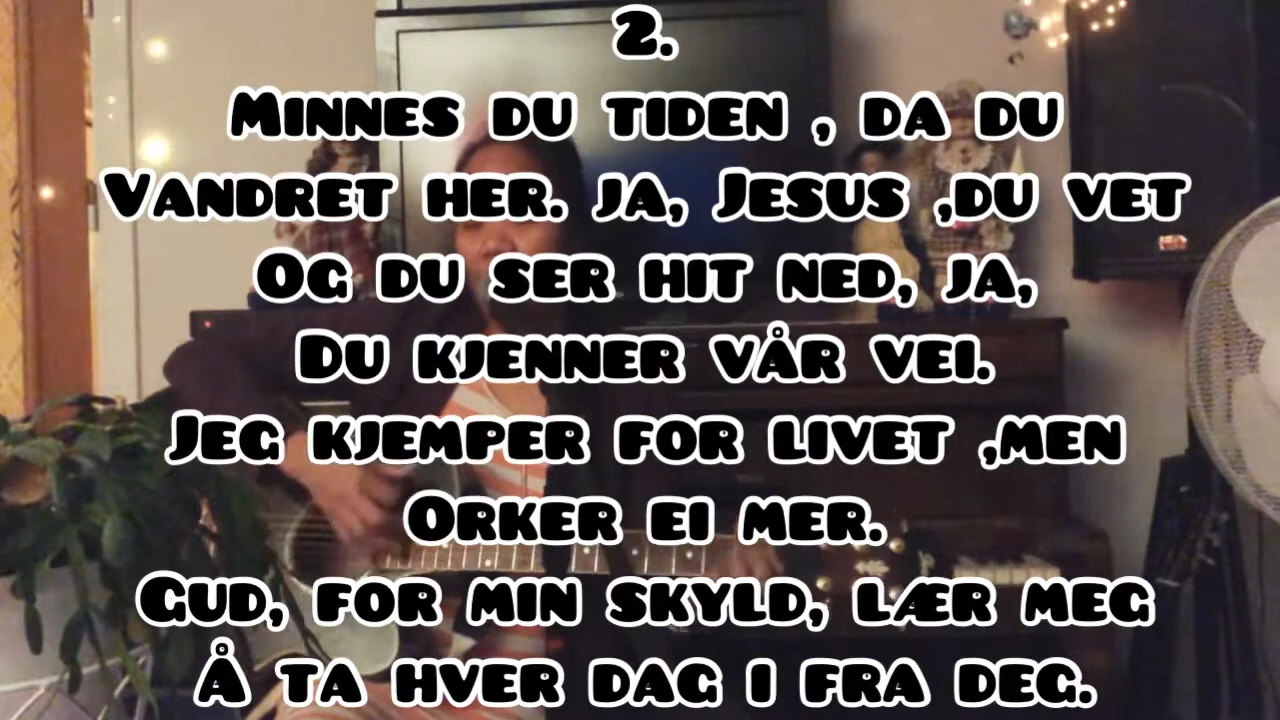 2.
Minnes du tiden , da du
Vandret her. ja, Jesus ,du vet
Og du ser hit ned, ja,
Du kjenner vår vei.
Jeg kjemper for livet ,men
Orker ei mer.
Gud, for min skyld, lær meg
Å ta hver dag i fra deg.